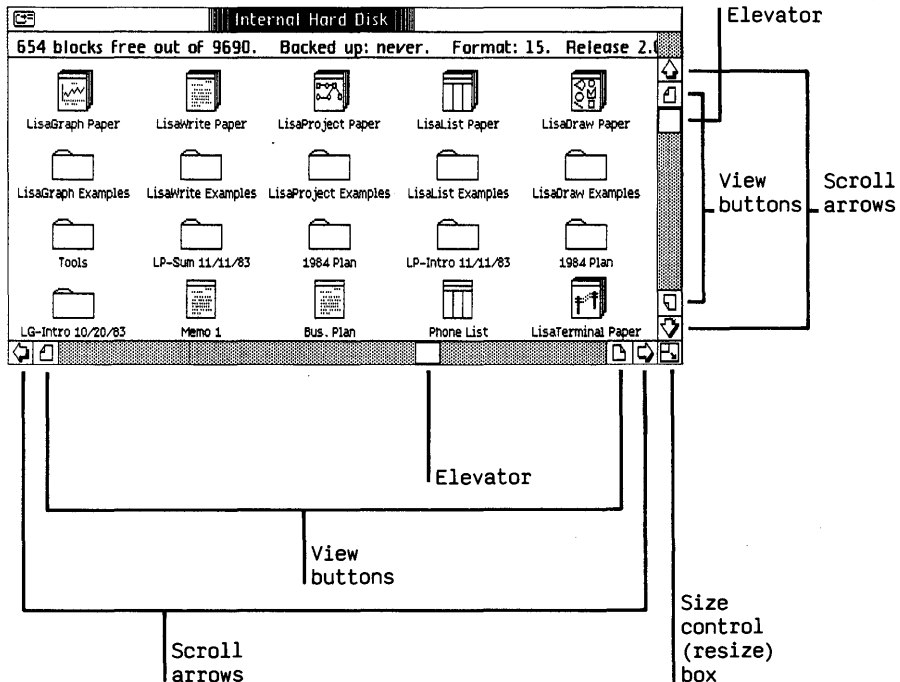 Internal Hard Disk
654 blocks free out of 9690. Backed up: never. Format: 15. Release 2.0
LisaGraph Paper LisaWrite Paper LisaProject Paper LisaList Paper LisaDraw Paper
LisaGraph Examples LisaWrite Examples LisaProject Examples LisaList Examples LisaDraw Examples
Tools LP-Sum 11/11/83 1984 Plan LP-Intro 11/11/83 1984 Plan
LG-Intro 10/20/83 Memo 1 Bus. Plan Phone List LisaTerminal Paper
Elevator
View
buttons
Scroll
arrows
Elevator
View
buttons
Scroll
arrows
Size
control
(resize)
box